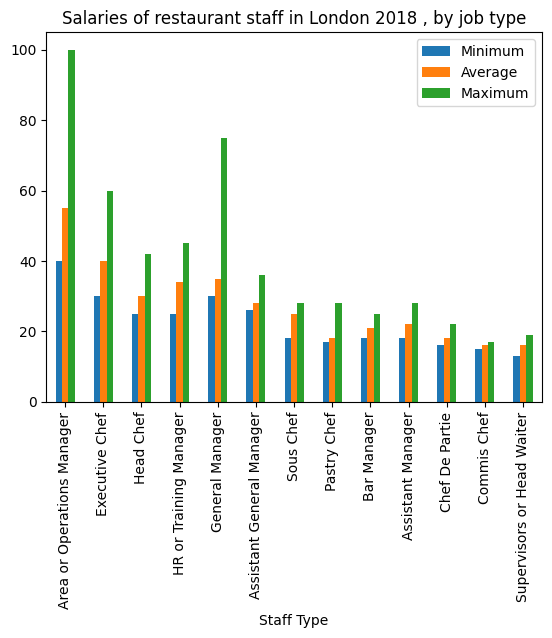 Salaries of restaurant staff in London 2018 , by job type
Minimum
Average
Maximum
100
80
60
40
20
0
Area or Operations Manager
Executive Chef
Head Chef
HR or Training Manager
General Manager
Assistant General Manager
Sous Chef
Pastry Chef
Bar Manager
Assistant Manager
Chef De Partie
Commis Chef
Supervisors or Head Waiter
Staff Type